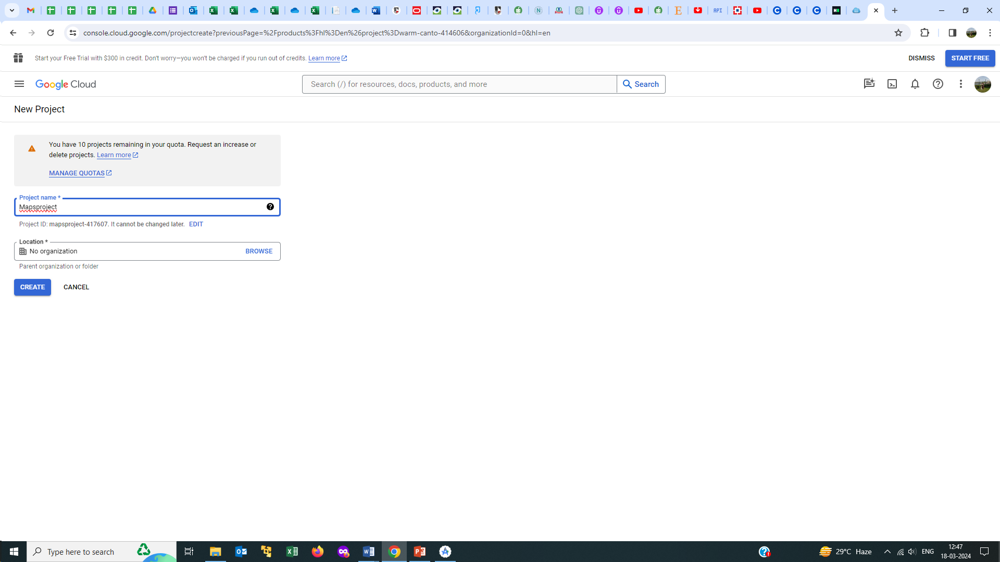 API
console.cloud.google.com/projectcreate?previousPage=%2Fproducts%3Fhl%3Den%26project%3Dwarm-canto-414606&organizationId=0&hl=en
Start your Free Trial with $300 in credit. Don't worry—you won't be charged if you run out of credits. Learn more
DISMISS
START FREE
Google Cloud
Search (/) for resources, docs, products, and more
Search
New Project
You have 10 projects remaining in your quota. Request an increase or
delete projects. Learn more
MANAGE QUOTAS
Project name *
Mapsproject
Project ID: mapsproject-417607. It cannot be changed later. EDIT
Location *
No organization
BROWSE
Parent organization or folder
CREATE
CANCEL
Type here to search
29°C Haze
ENG
12:47
18-03-2024